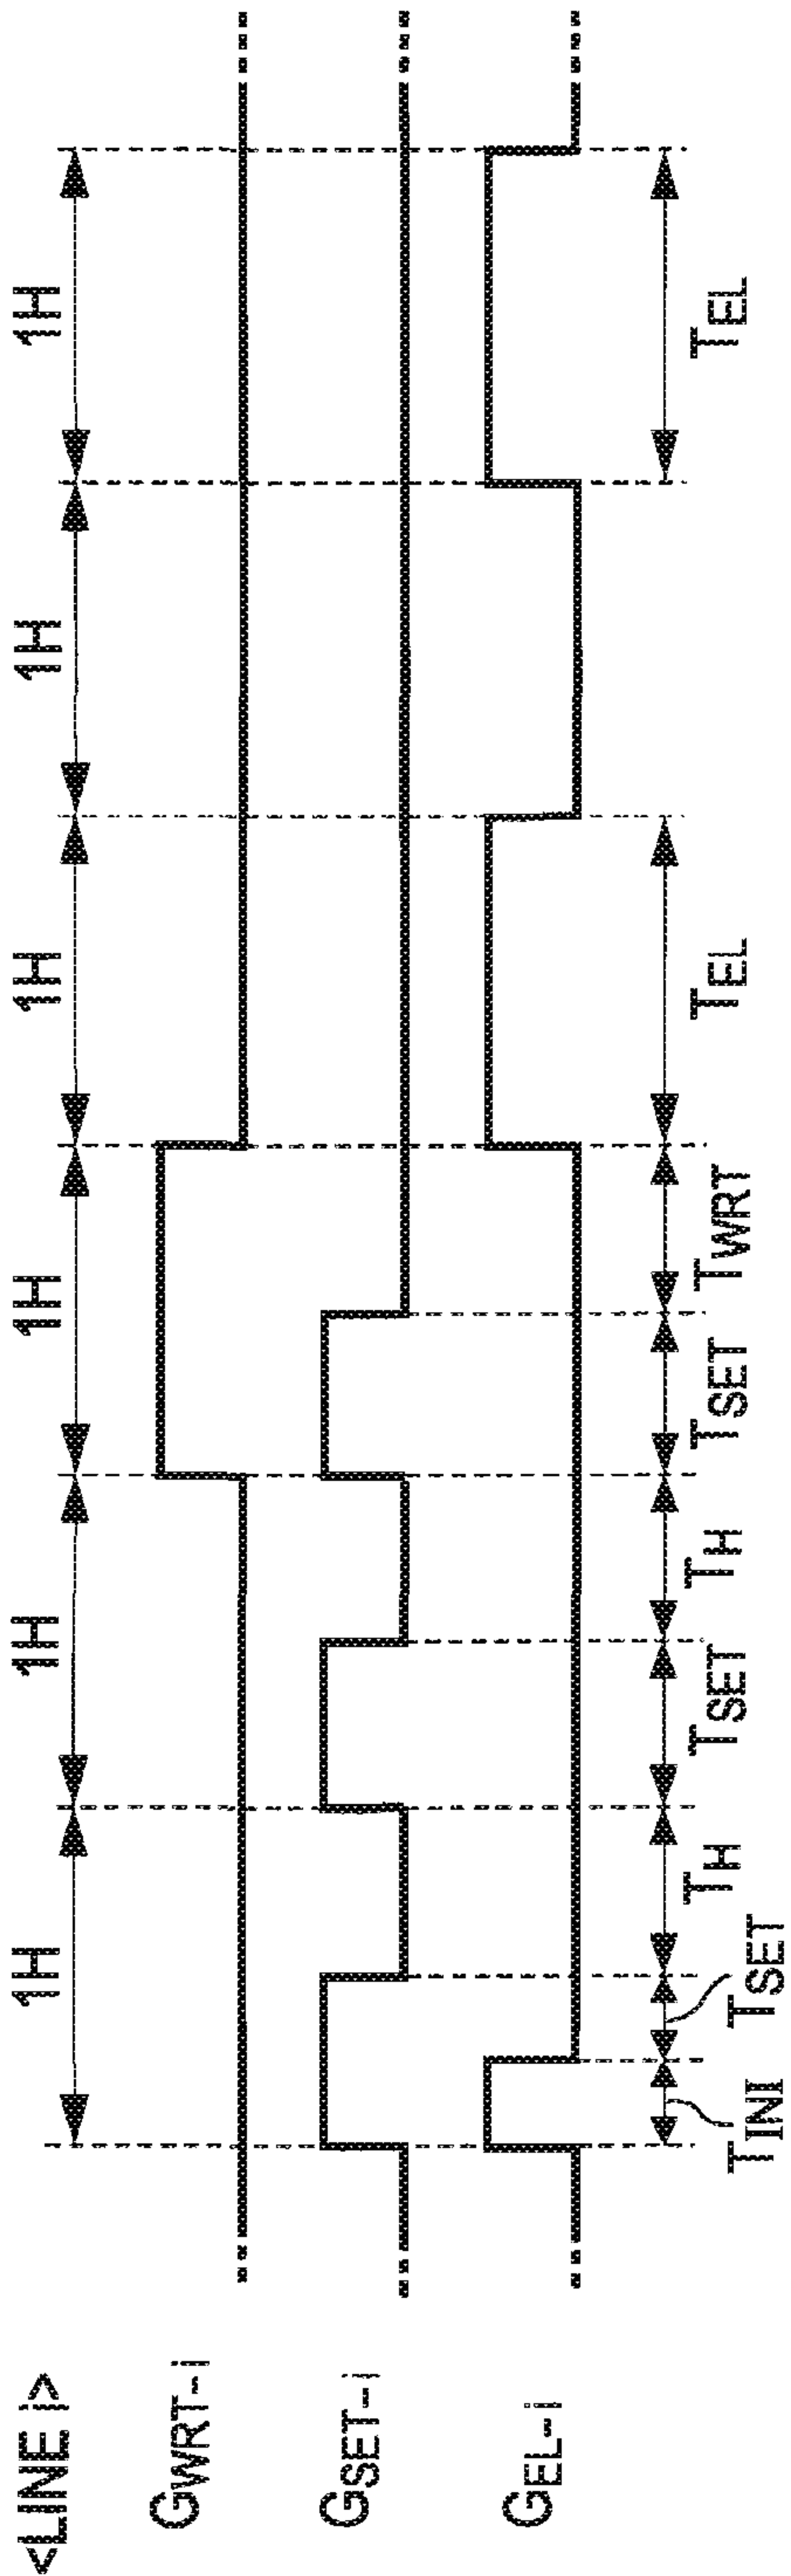 <LINE i>
1H 1H 1H 1H 1H 1H
GWRT-i
GSET-i
GEL-i
TINI TSET TH TSET TH TSET TWRT TEL TEL